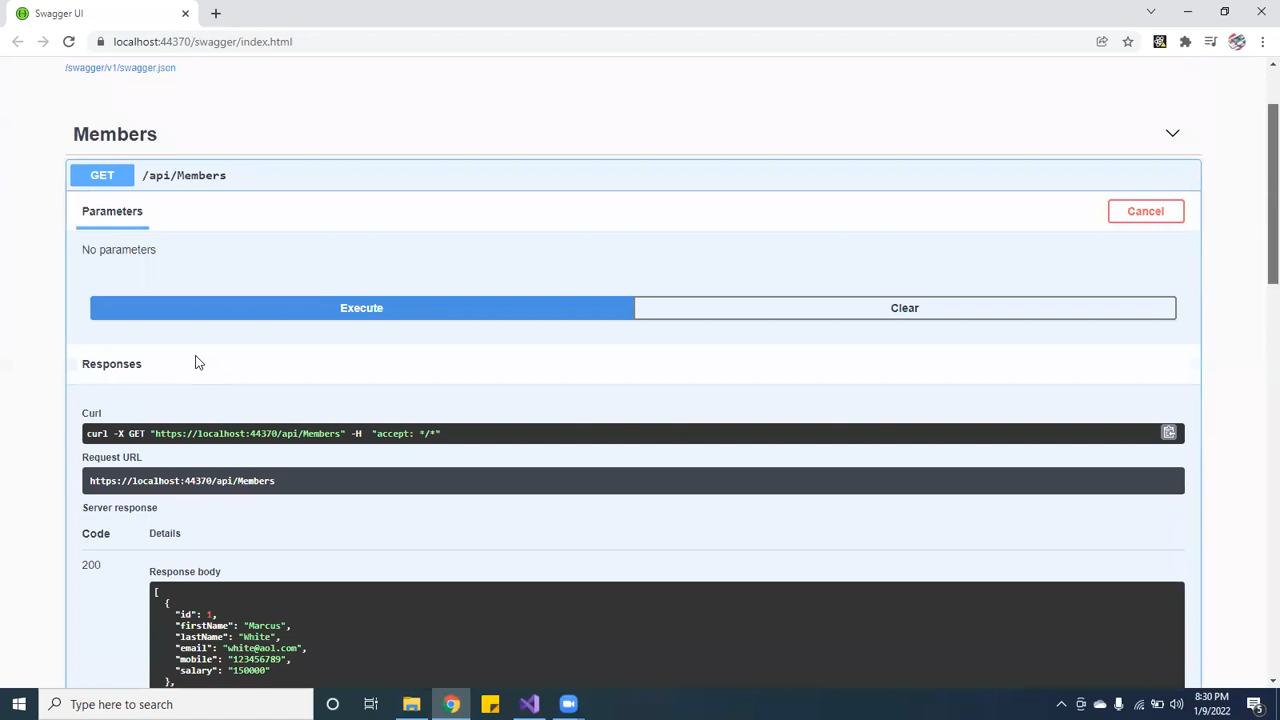 Swagger UI
localhost:44370/swagger/index.html
/swagger/v1/swagger.json
Members
GET /api/Members
Parameters
Cancel
No parameters
Execute
Clear
Responses
Curl
curl -X GET "https://localhost:44370/api/Members" -H  "accept: */*"
Request URL
https://localhost:44370/api/Members
Server response
Code Details
200
Response body
[
{
"id": 1,
"firstName": "Marcus",
"lastName": "White",
"email": "white@aol.com",
"mobile": "123456789",
"salary": "150000"
},
Type here to search
8:30 PM
1/9/2022
5